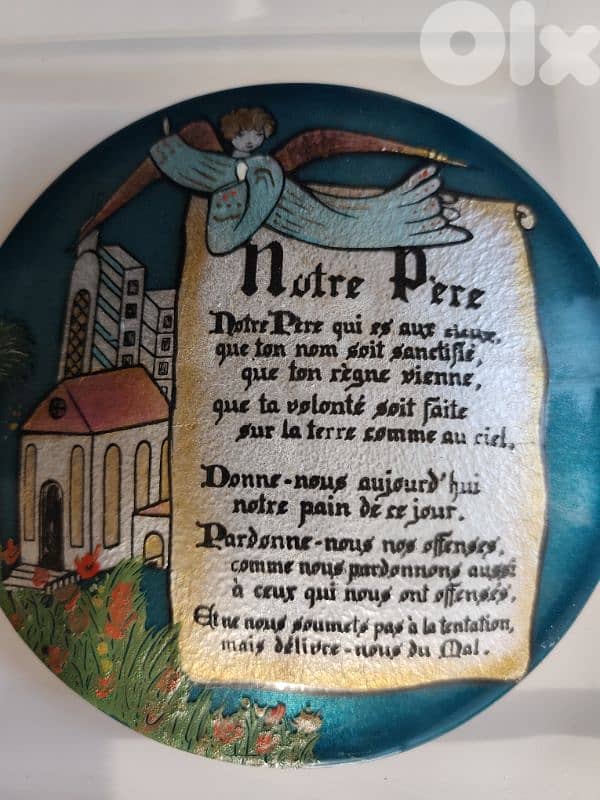 Olx
Notre Père
Notre Père qui es aux cieux,
que ton nom soit sanctifié,
que ton règne vienne,
que ta volonté soit faite
sur la terre comme au ciel.
Donne-nous aujourd'hui
notre pain de ce jour.
Pardonne-nous nos offenses,
comme nous pardonnons aussi
à ceux qui nous ont offensés,
Et ne nous soumets pas à la tentation,
mais délivre-nous du Mal.